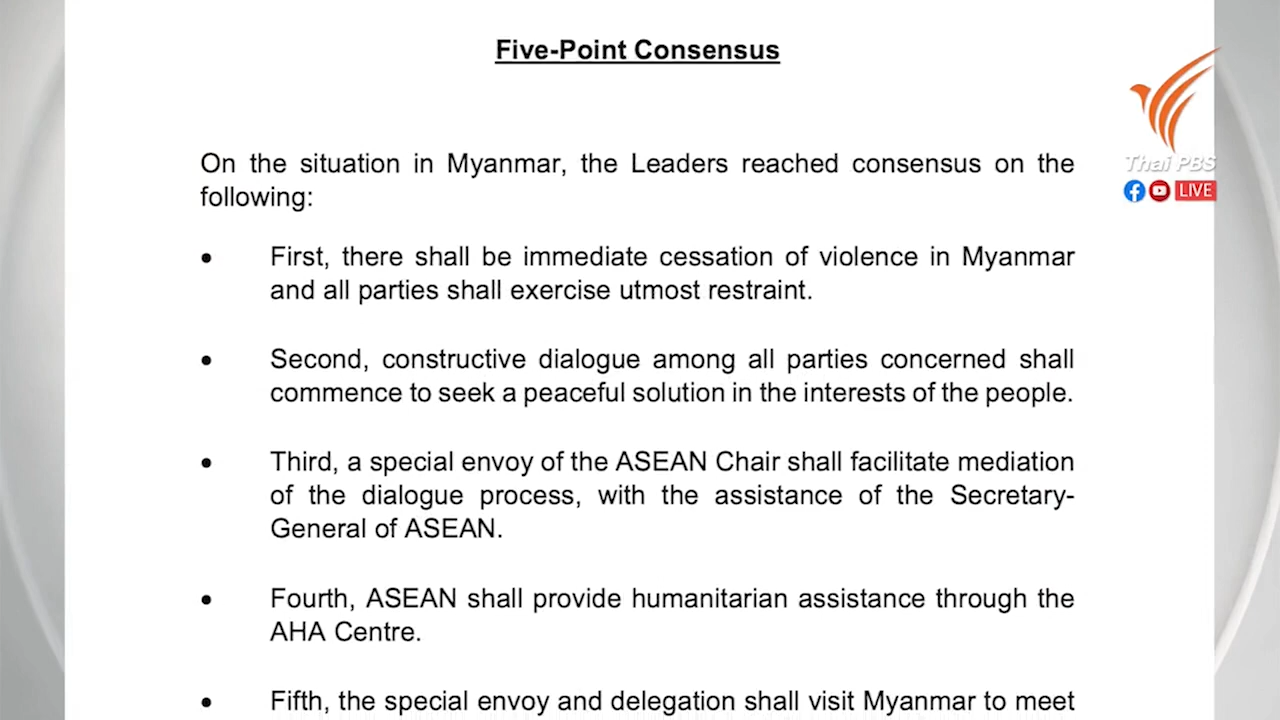 Five-Point Consensus
Thai PBS
LIVE
On the situation in Myanmar, the Leaders reached consensus on the
following:
• First, there shall be immediate cessation of violence in Myanmar
and all parties shall exercise utmost restraint.
• Second, constructive dialogue among all parties concerned shall
commence to seek a peaceful solution in the interests of the people.
• Third, a special envoy of the ASEAN Chair shall facilitate mediation
of the dialogue process, with the assistance of the Secretary-
General of ASEAN.
• Fourth, ASEAN shall provide humanitarian assistance through the
AHA Centre.
• Fifth, the special envoy and delegation shall visit Myanmar to meet